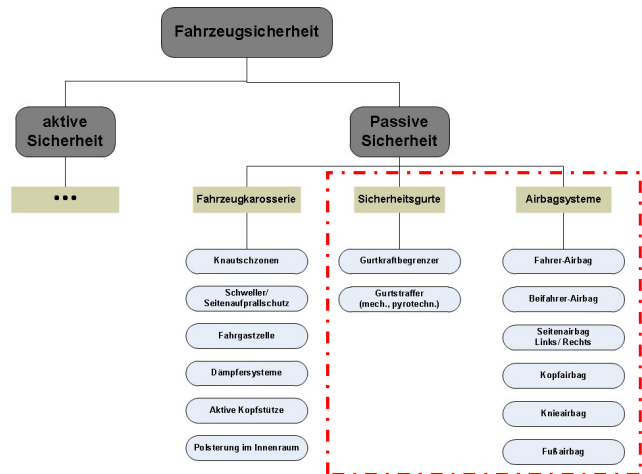 Fahrzeugsicherheit
aktive
Sicherheit
Passive
Sicherheit
...
Fahrzeugkarosserie
Sicherheitsgurte
Airbagsysteme
Knautschzonen
Gurtkraftbegrenzer
Fahrer-Airbag
Schweller/
Seitenaufprallschutz
Gurtstraffer
(mech., pyrotechn.)
Beifahrer-Airbag
Fahrgastzelle
Seitenairbag
Links/ Rechts
Dämpfersysteme
Kopfairbag
Aktive Kopfstütze
Knieairbag
Polsterung im Innenraum
Fußairbag